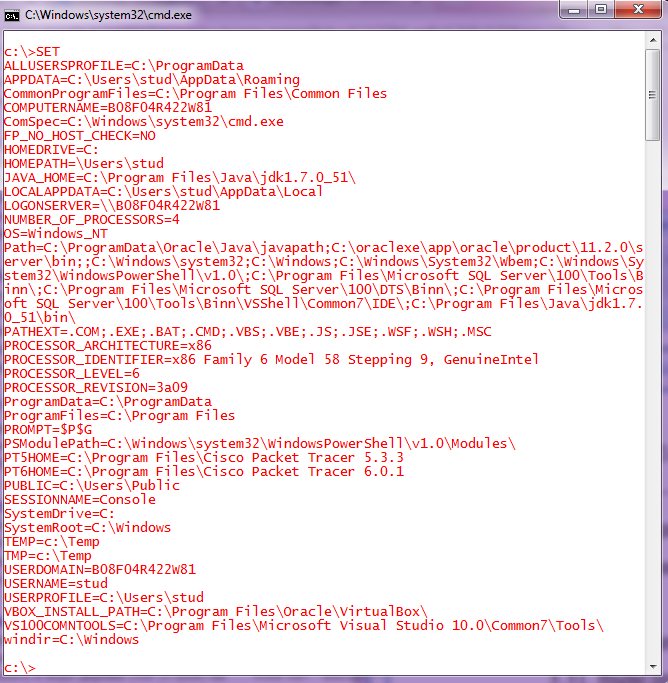 C:\Windows\system32\cmd.exe
c:\>SET
ALLUSERSPROFILE=C:\ProgramData
APPDATA=C:\Users\stud\AppData\Roaming
CommonProgramFiles=C:\Program Files\Common Files
COMPUTERNAME=B08F04R422W81
ComSpec=C:\Windows\system32\cmd.exe
FP_NO_HOST_CHECK=NO
HOMEDRIVE=C:
HOMEPATH=\Users\stud
JAVA_HOME=C:\Program Files\Java\jdk1.7.0_51\
LOCALAPPDATA=C:\Users\stud\AppData\Local
LOGONSERVER=\\B08F04R422W81
NUMBER_OF_PROCESSORS=4
OS=Windows_NT
Path=C:\ProgramData\Oracle\Java\javapath;C:\oraclexe\app\oracle\product\11.2.0\s
erver\bin;;C:\Windows\system32;C:\Windows;C:\Windows\System32\Wbem;C:\Windows\Sy
stem32\WindowsPowerShell\v1.0\;C:\Program Files\Microsoft SQL Server\100\Tools\B
inn\;C:\Program Files\Microsoft SQL Server\100\DTS\Binn\;C:\Program Files\Micros
oft SQL Server\100\Tools\Binn\VSShell\Common7\IDE\;C:\Program Files\Java\jdk1.7.
0_51\bin\
PATHEXT=.COM;.EXE;.BAT;.CMD;.VBS;.VBE;.JS;.JSE;.WSF;.WSH;.MSC
PROCESSOR_ARCHITECTURE=x86
PROCESSOR_IDENTIFIER=x86 Family 6 Model 58 Stepping 9, GenuineIntel
PROCESSOR_LEVEL=6
PROCESSOR_REVISION=3a09
ProgramData=C:\ProgramData
ProgramFiles=C:\Program Files
PROMPT=$P$G
PSModulePath=C:\Windows\system32\WindowsPowerShell\v1.0\Modules\
PT5HOME=C:\Program Files\Cisco Packet Tracer 5.3.3
PT6HOME=C:\Program Files\Cisco Packet Tracer 6.0.1
PUBLIC=C:\Users\Public
SESSIONNAME=Console
SystemDrive=C:
SystemRoot=C:\Windows
TEMP=c:\Temp
TMP=c:\Temp
USERDOMAIN=B08F04R422W81
USERNAME=stud
USERPROFILE=C:\Users\stud
VBOX_INSTALL_PATH=C:\Program Files\Oracle\VirtualBox\
VS100COMNTOOLS=C:\Program Files\Microsoft Visual Studio 10.0\Common7\Tools\
windir=C:\Windows
c:\>